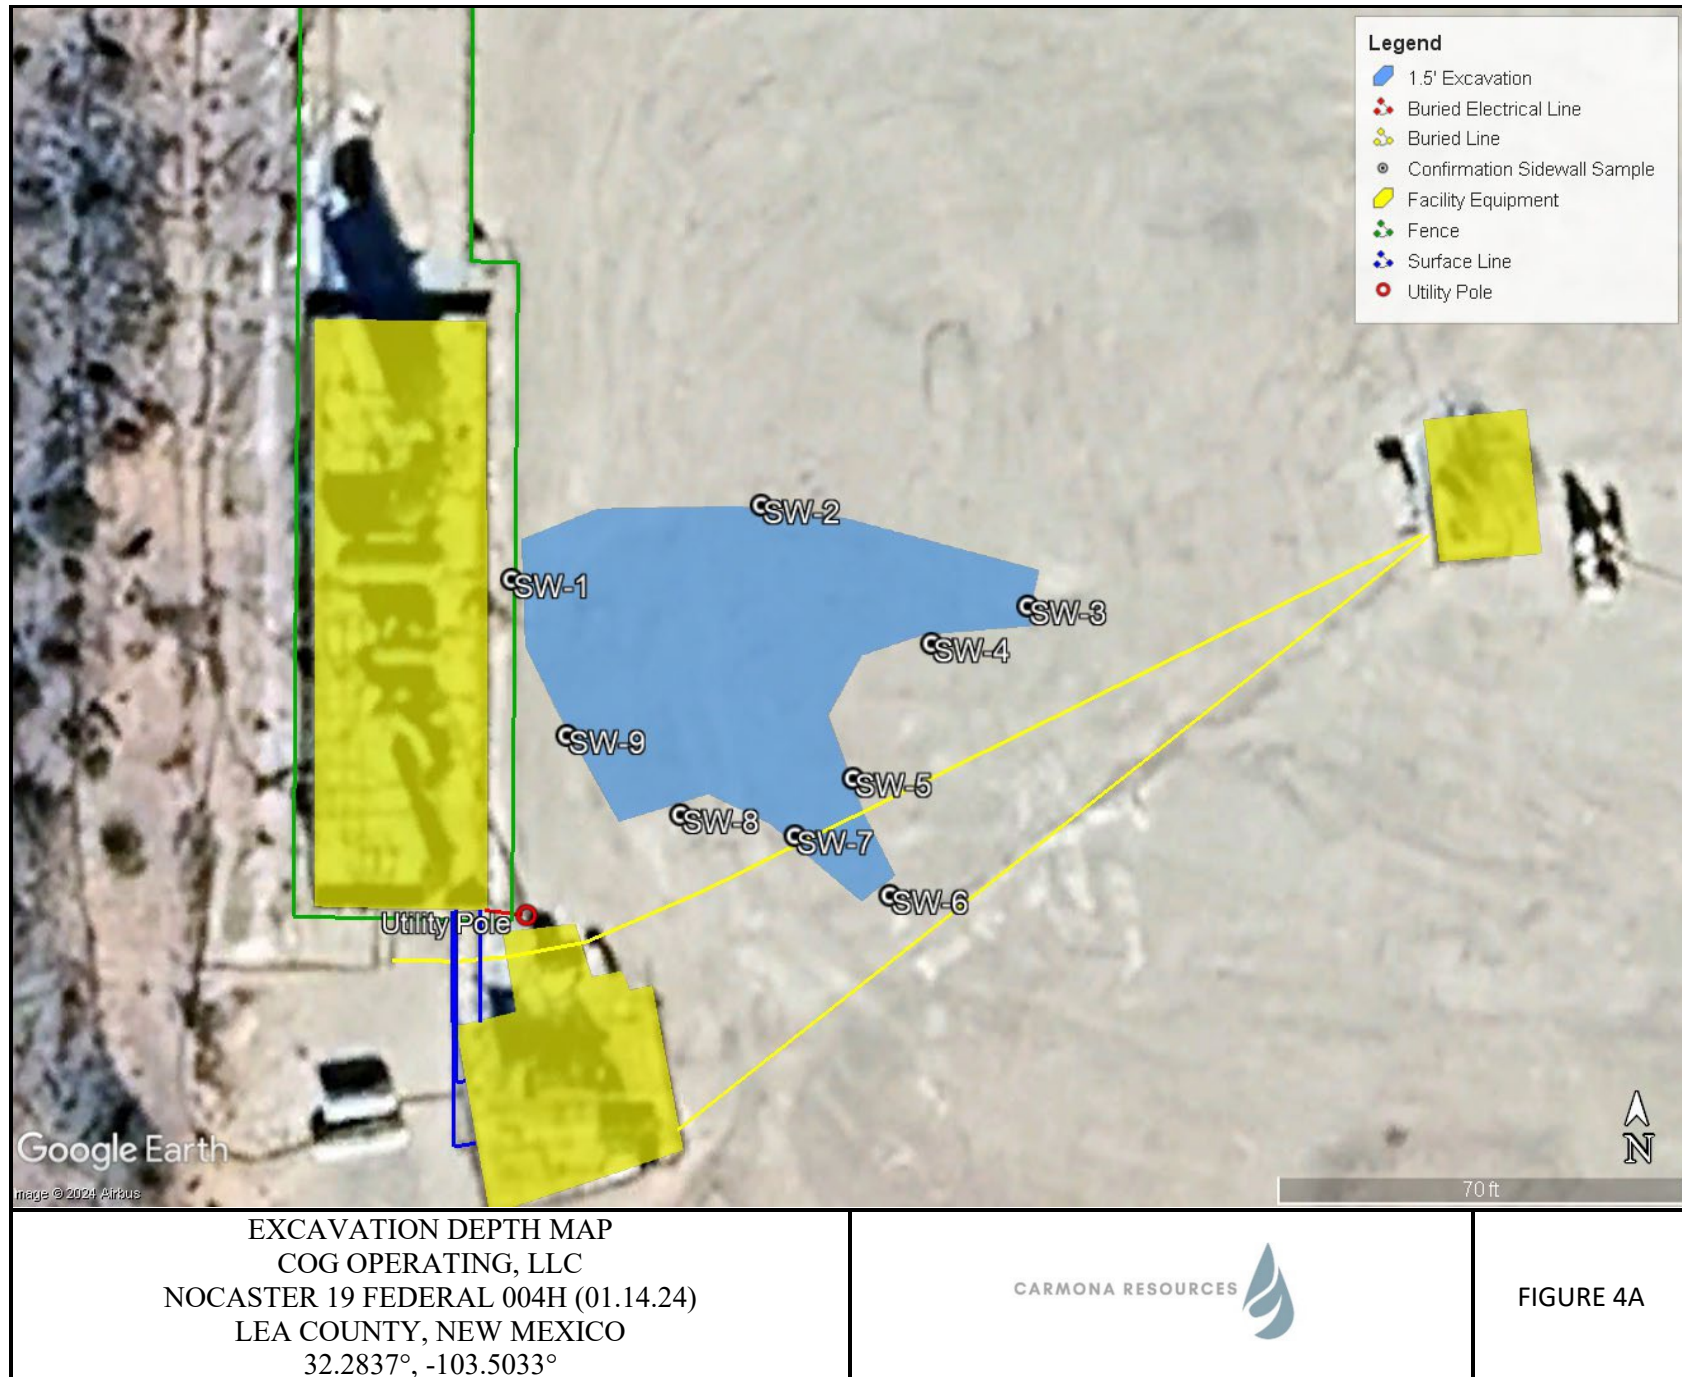 Legend
1.5' Excavation
Buried Electrical Line
Buried Line
Confirmation Sidewall Sample
Facility Equipment
Fence
Surface Line
Utility Pole
SW-2
SW-1
SW-3
SW-4
SW-9
SW-5
SW-8
SW-7
SW-6
Utility Pole
N
Google Earth
mage © 2024 Airbus
70 ft
EXCAVATION DEPTH MAP
COG OPERATING, LLC
NOCASTER 19 FEDERAL 004H (01.14.24)
LEA COUNTY, NEW MEXICO
32.2837°, -103.5033°
CARMONA RESOURCES
FIGURE 4A